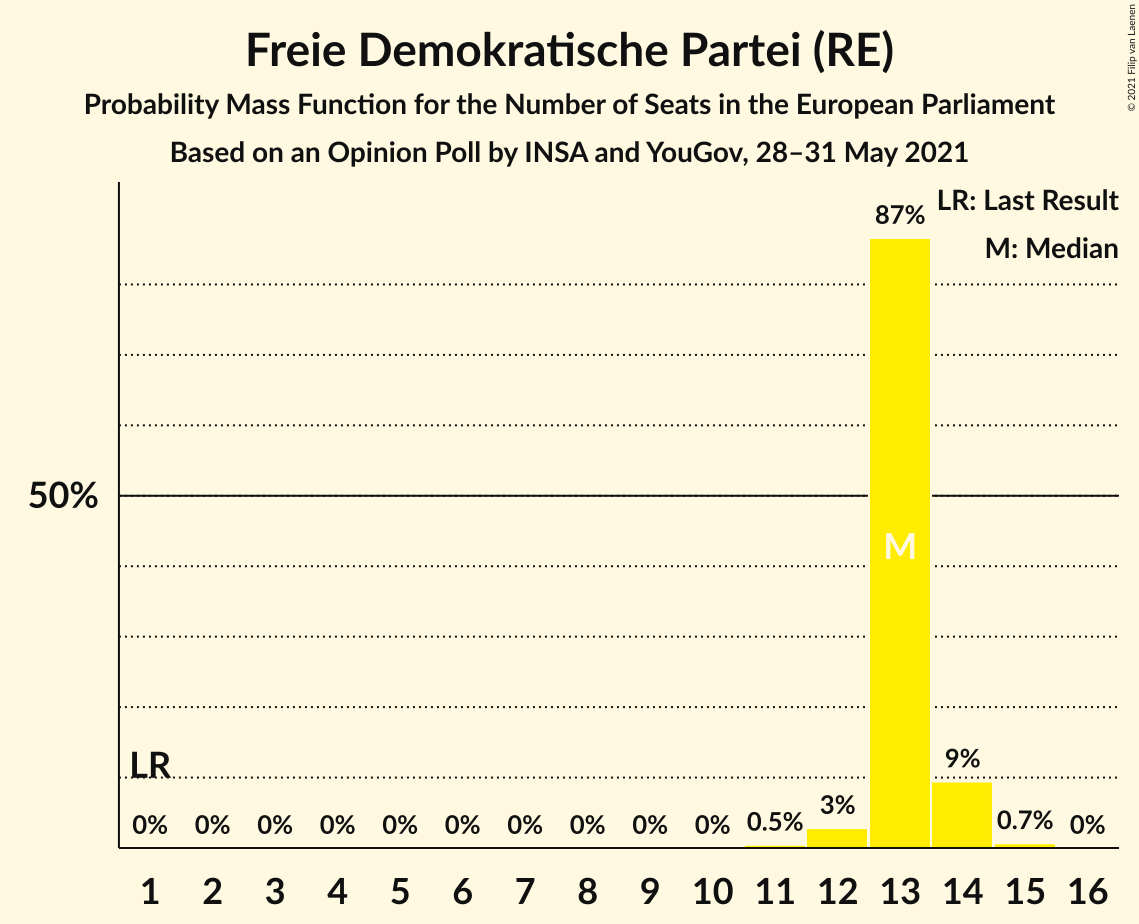 Freie Demokratische Partei (RE)
Probability Mass Function for the Number of Seats in the European Parliament
Based on an Opinion Poll by INSA and YouGov, 28–31 May 2021
© 2021 Filip van Laenen
LR: Last Result
M: Median
87%
50%
M
LR
0% 0% 0% 0% 0% 0% 0% 0% 0% 0% 0.5% 3% 9% 0.7% 0%
1 2 3 4 5 6 7 8 9 10 11 12 13 14 15 16